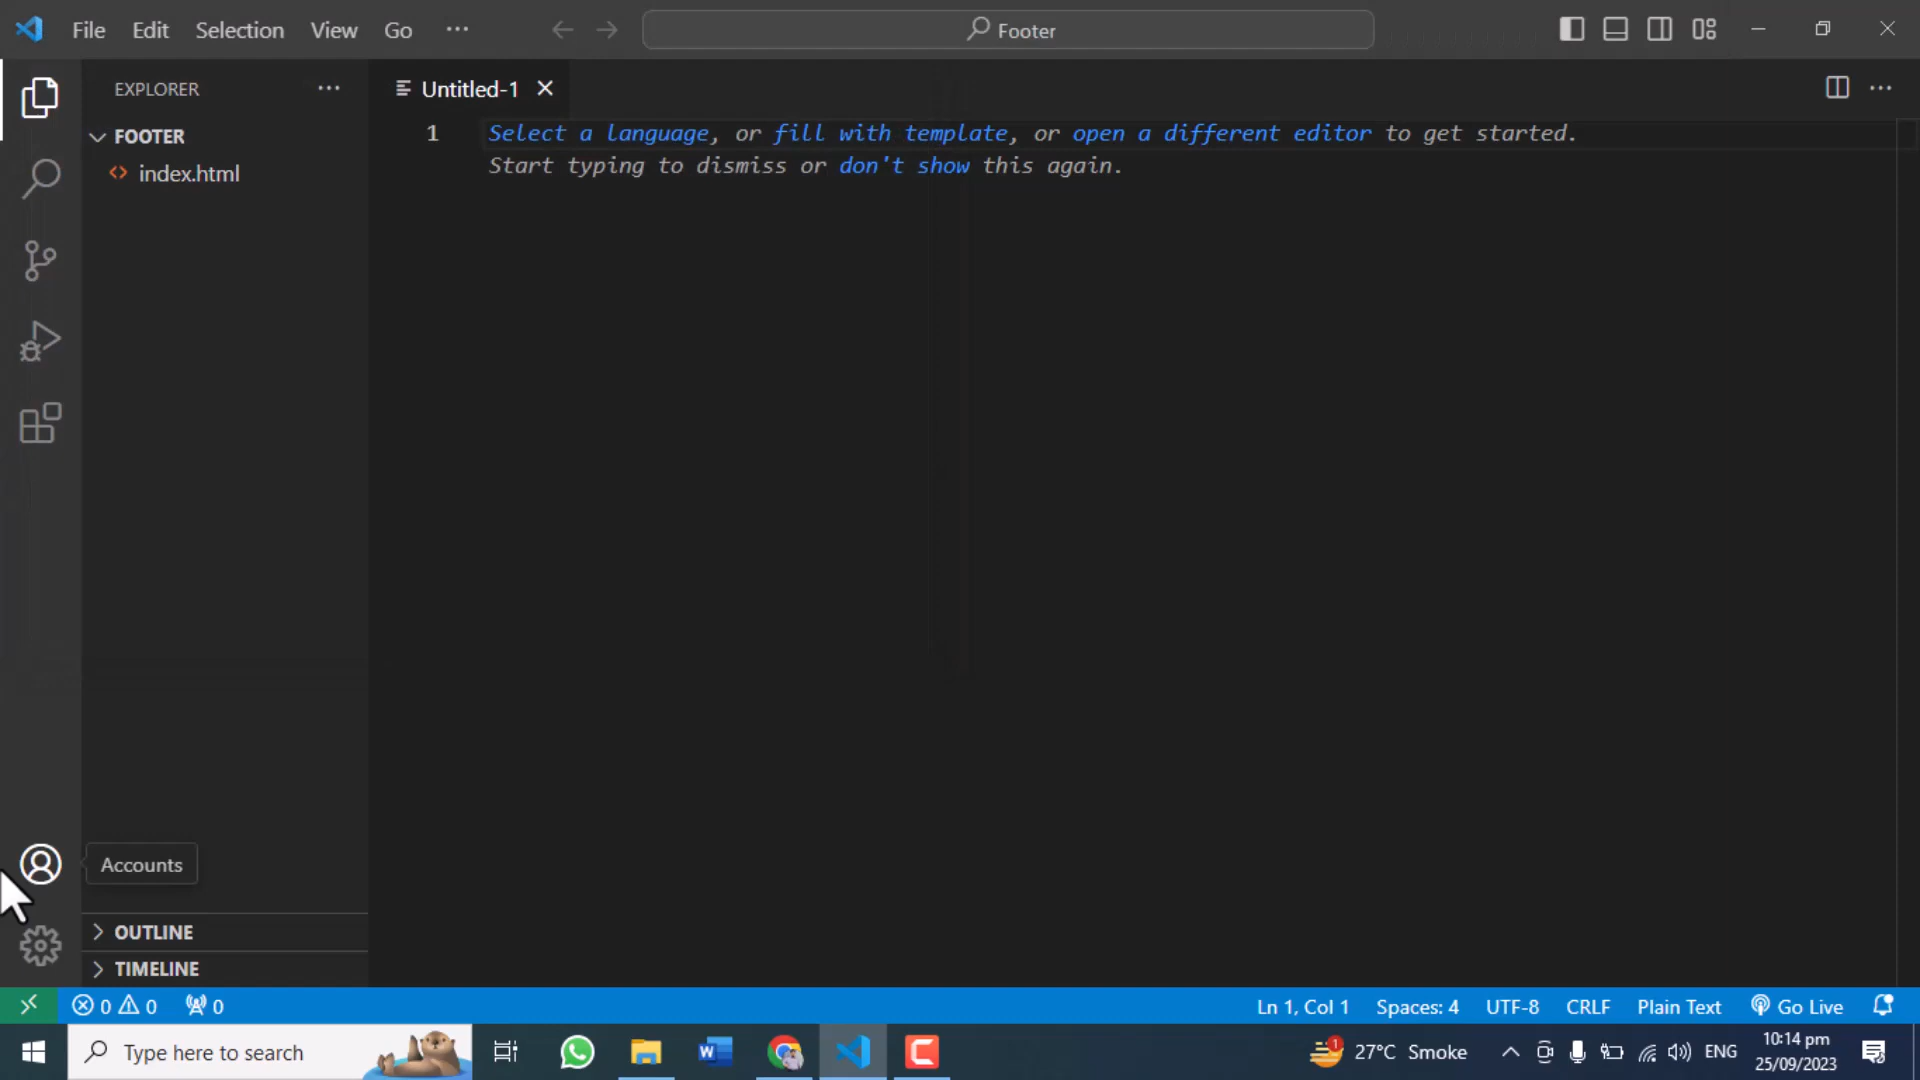 File Edit Selection View Go ···
Footer
EXPLORER
Untitled-1
FOOTER
index.html
1 Select a language, or fill with template, or open a different editor to get started.
Start typing to dismiss or don't show this again.
Accounts
OUTLINE
TIMELINE
0 0 0
Ln 1, Col 1 Spaces: 4 UTF-8 CRLF Plain Text Go Live
Type here to search
1 27°C Smoke ENG
10:14 pm
25/09/2023